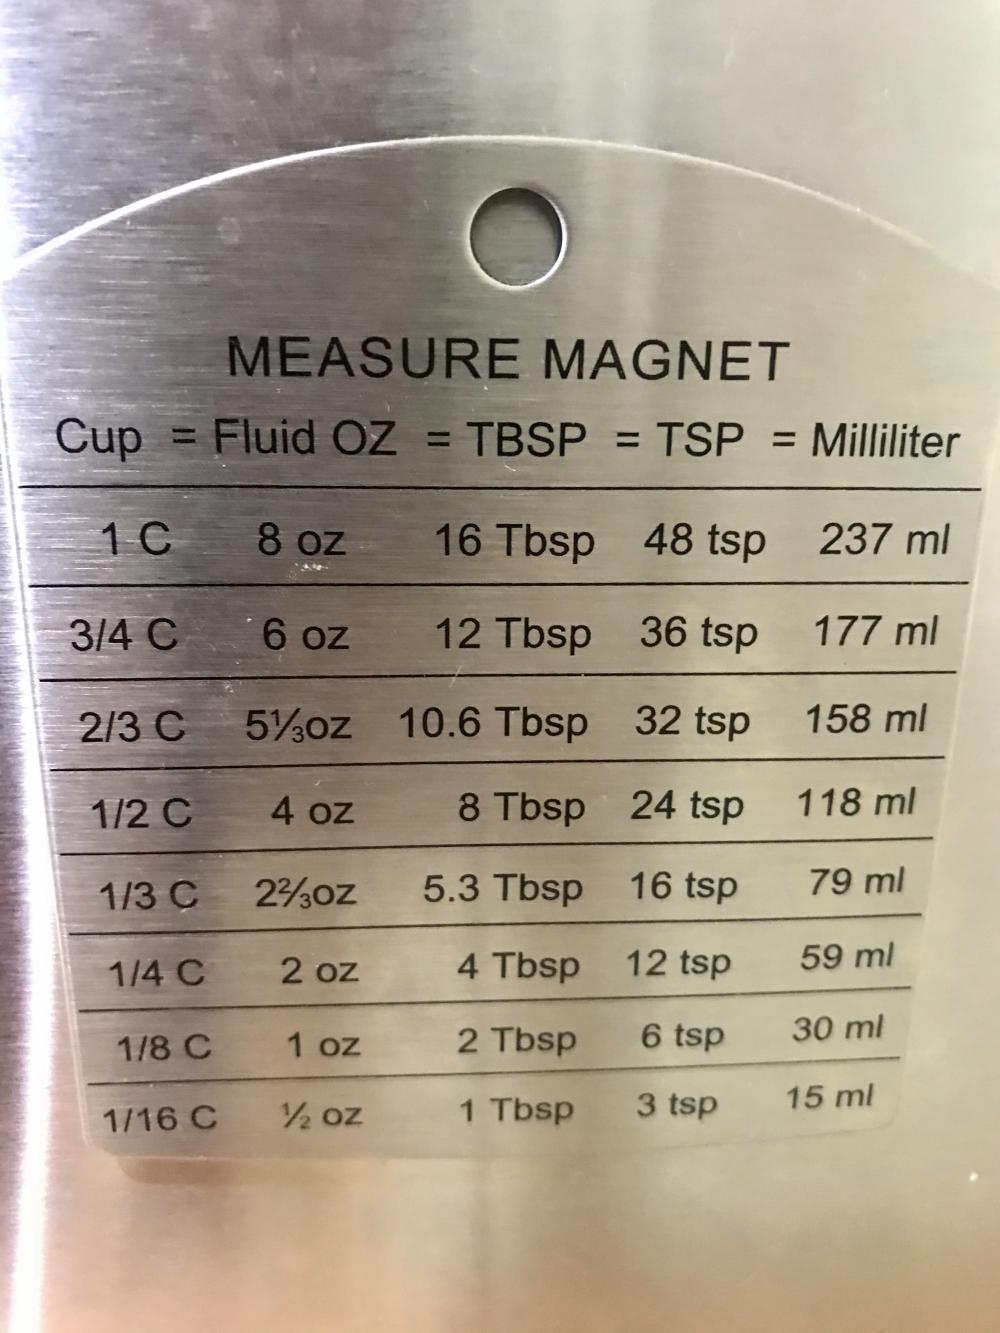 MEASURE MAGNET
Cup = Fluid OZ = TBSP = TSP = Milliliter
1 C 8 oz 16 Tbsp 48 tsp 237 ml
3/4 C 6 oz 12 Tbsp 36 tsp 177 ml
2/3 C 5⅓oz 10.6 Tbsp 32 tsp 158 ml
1/2 C 4 oz 8 Tbsp 24 tsp 118 ml
1/3 C 2⅔oz 5.3 Tbsp 16 tsp 79 ml
1/4 C 2 oz 4 Tbsp 12 tsp 59 ml
1/8 C 1 oz 2 Tbsp 6 tsp 30 ml
1/16 C ½ oz 1 Tbsp 3 tsp 15 ml